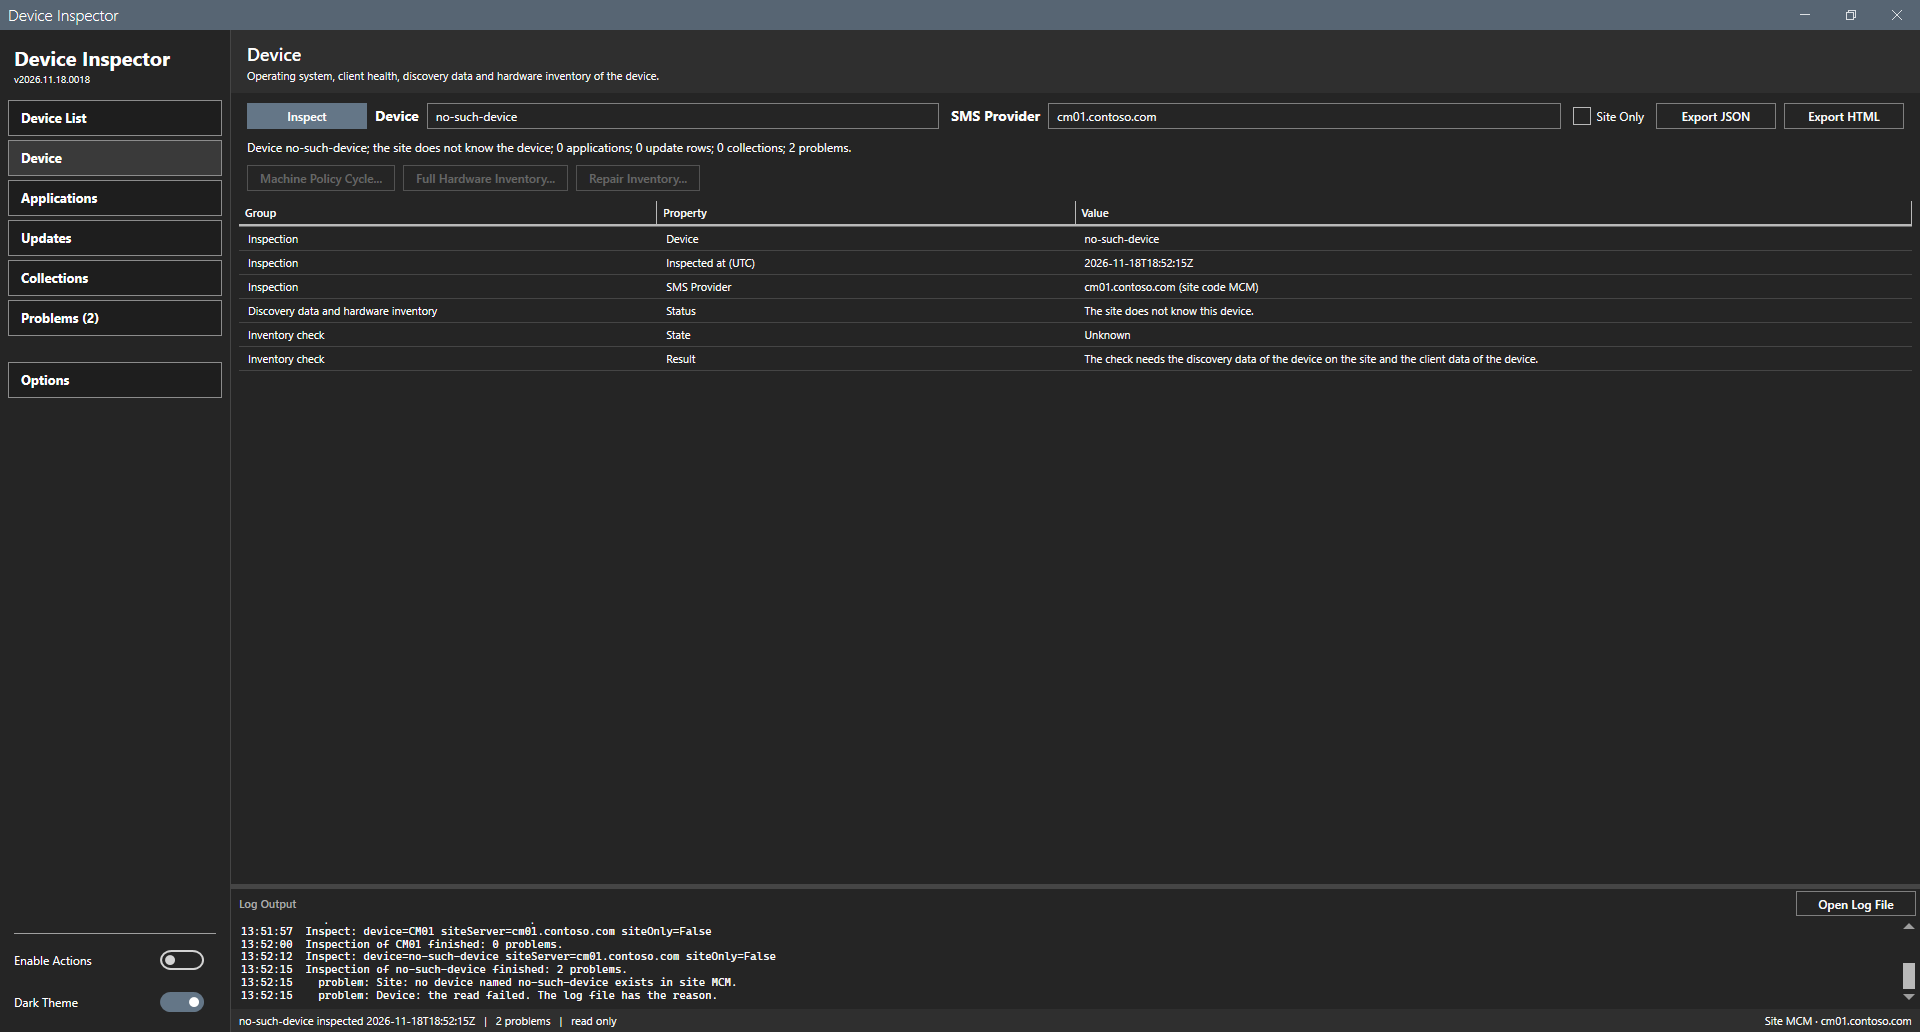 Device Inspector
Device Inspector
v2026.11.18.0018
Device List
Device
Applications
Updates
Collections
Problems (2)
Options
Enable Actions
Dark Theme
Device
Operating system, client health, discovery data and hardware inventory of the device.
Inspect Device no-such-device SMS Provider cm01.contoso.com Site Only Export JSON Export HTML
Device no-such-device; the site does not know the device; 0 applications; 0 update rows; 0 collections; 2 problems.
Machine Policy Cycle... Full Hardware Inventory... Repair Inventory...
Group Property Value
Inspection Device no-such-device
Inspection Inspected at (UTC) 2026-11-18T18:52:15Z
Inspection SMS Provider cm01.contoso.com (site code MCM)
Discovery data and hardware inventory Status The site does not know this device.
Inventory check State Unknown
Inventory check Result The check needs the discovery data of the device on the site and the client data of the device.
Log Output Open Log File
13:51:57 Inspect: device=CM01 siteServer=cm01.contoso.com siteOnly=False
13:52:00 Inspection of CM01 finished: 0 problems.
13:52:12 Inspect: device=no-such-device siteServer=cm01.contoso.com siteOnly=False
13:52:15 Inspection of no-such-device finished: 2 problems.
13:52:15 problem: Site: no device named no-such-device exists in site MCM.
13:52:15 problem: Device: the read failed. The log file has the reason.
no-such-device inspected 2026-11-18T18:52:15Z | 2 problems | read only Site MCM · cm01.contoso.com